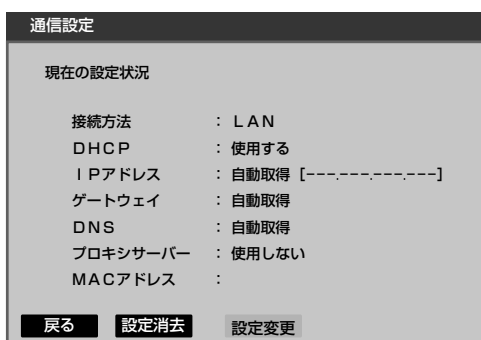 通信設定
現在の設定状況
接続方法 : ＬＡＮ
ＤＨＣＰ : 使用する
ＩＰアドレス : 自動取得［---.---.---.---］
ゲートウェイ : 自動取得
ＤＮＳ : 自動取得
プロキシサーバー : 使用しない
ＭＡＣアドレス :
戻る 設定消去 設定変更